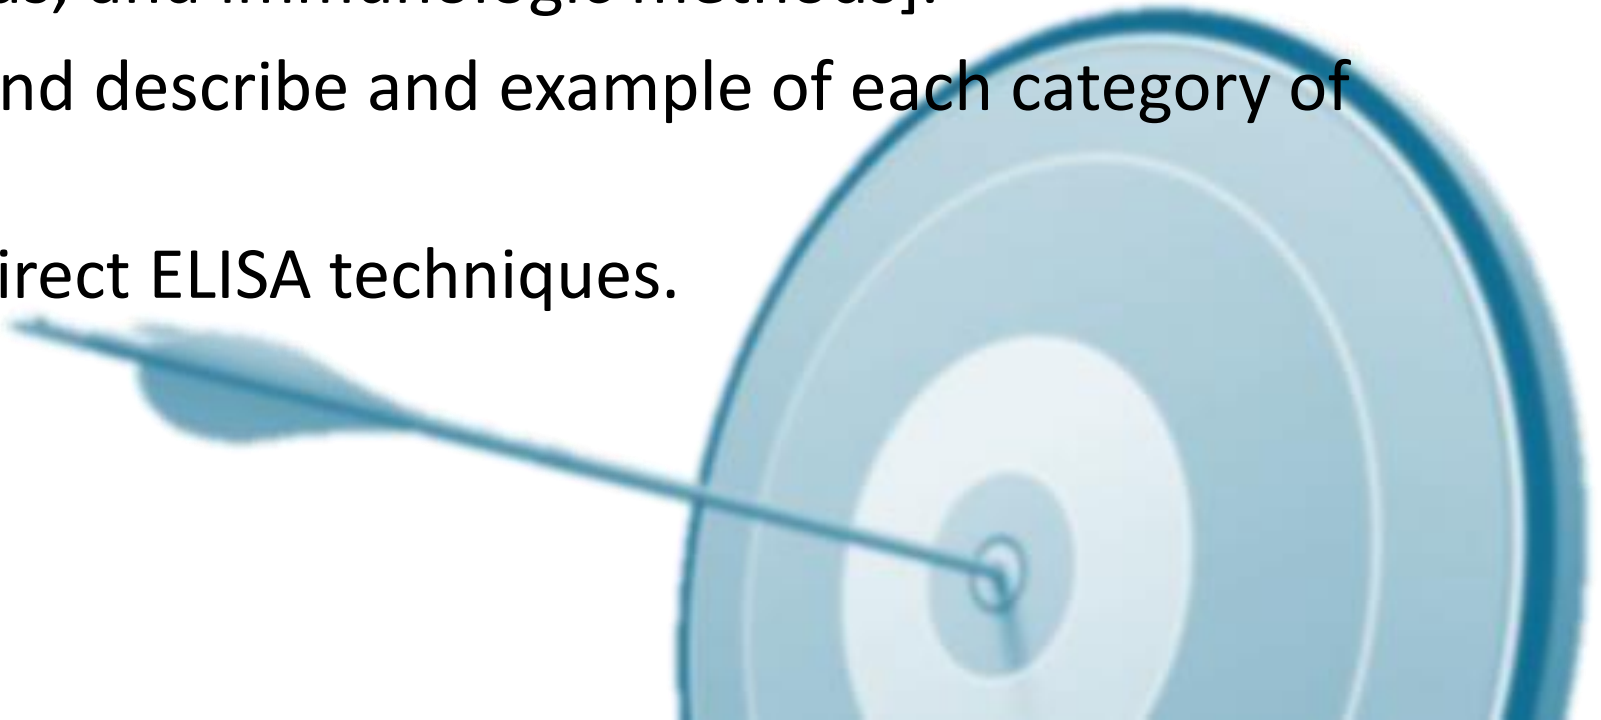 and immunologic methods].
nd describe and example of each category of
irect ELISA techniques.